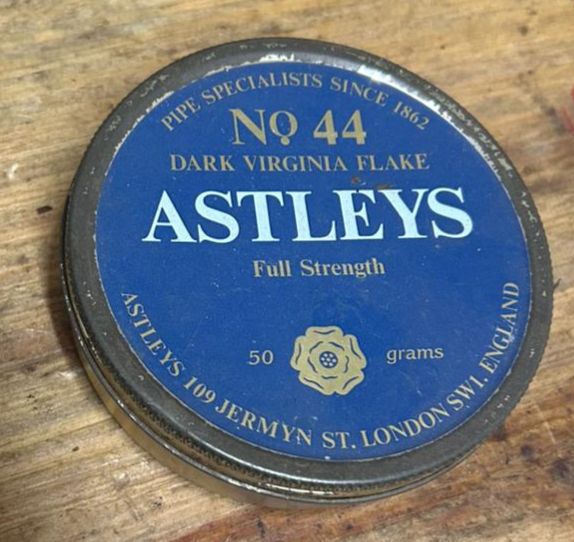 PIPE SPECIALISTS SINCE 1862
No 44
DARK VIRGINIA FLAKE
ASTLEYS
Full Strength
50 grams
ASTLEYS 109 JERMYN ST. LONDON SW1. ENGLAND